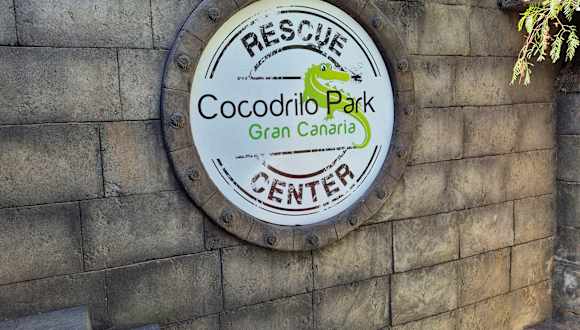 RESCUE
Cocodrilo Park
Gran Canaria
CENTER